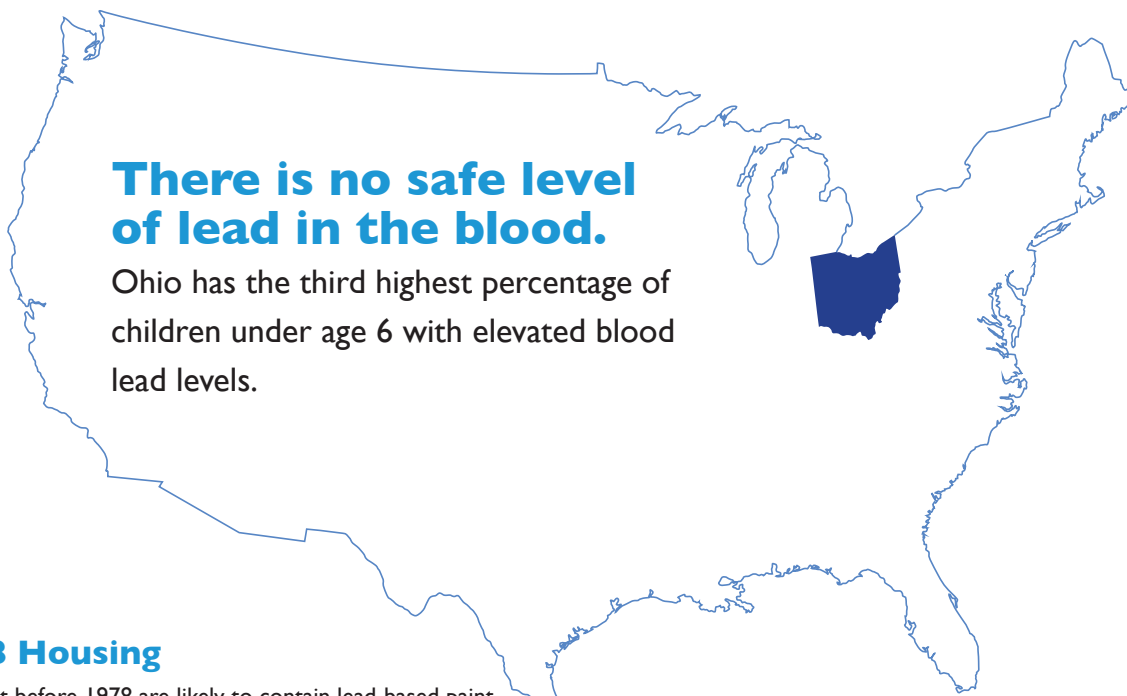 There is no safe level
of lead in the blood.
Ohio has the third highest percentage of
children under age 6 with elevated blood
lead levels.
Housing
before 1978 are likely to contain lead-based paint